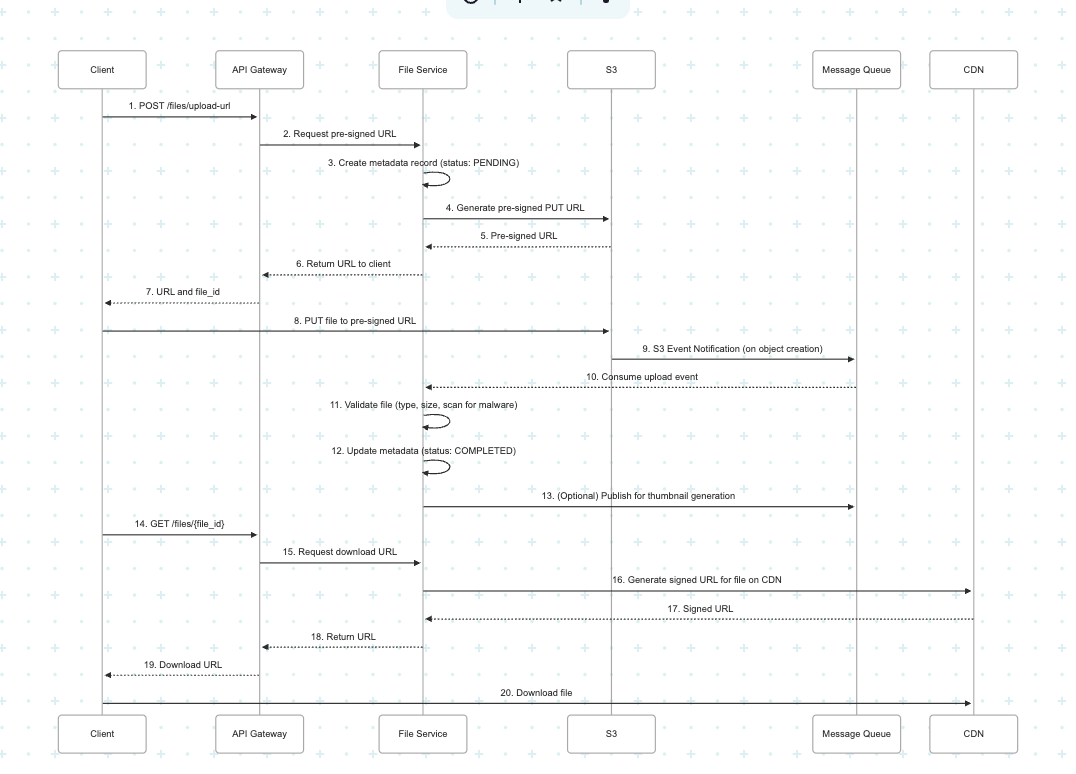 Client
API Gateway
File Service
S3
Message Queue
CDN
1. POST /files/upload-url
2. Request pre-signed URL
3. Create metadata record (status: PENDING)
4. Generate pre-signed PUT URL
5. Pre-signed URL
6. Return URL to client
7. URL and file_id
8. PUT file to pre-signed URL
9. S3 Event Notification (on object creation)
10. Consume upload event
11. Validate file (type, size, scan for malware)
12. Update metadata (status: COMPLETED)
13. (Optional) Publish for thumbnail generation
14. GET /files/{file_id}
15. Request download URL
16. Generate signed URL for file on CDN
17. Signed URL
18. Return URL
19. Download URL
20. Download file
Client
API Gateway
File Service
S3
Message Queue
CDN